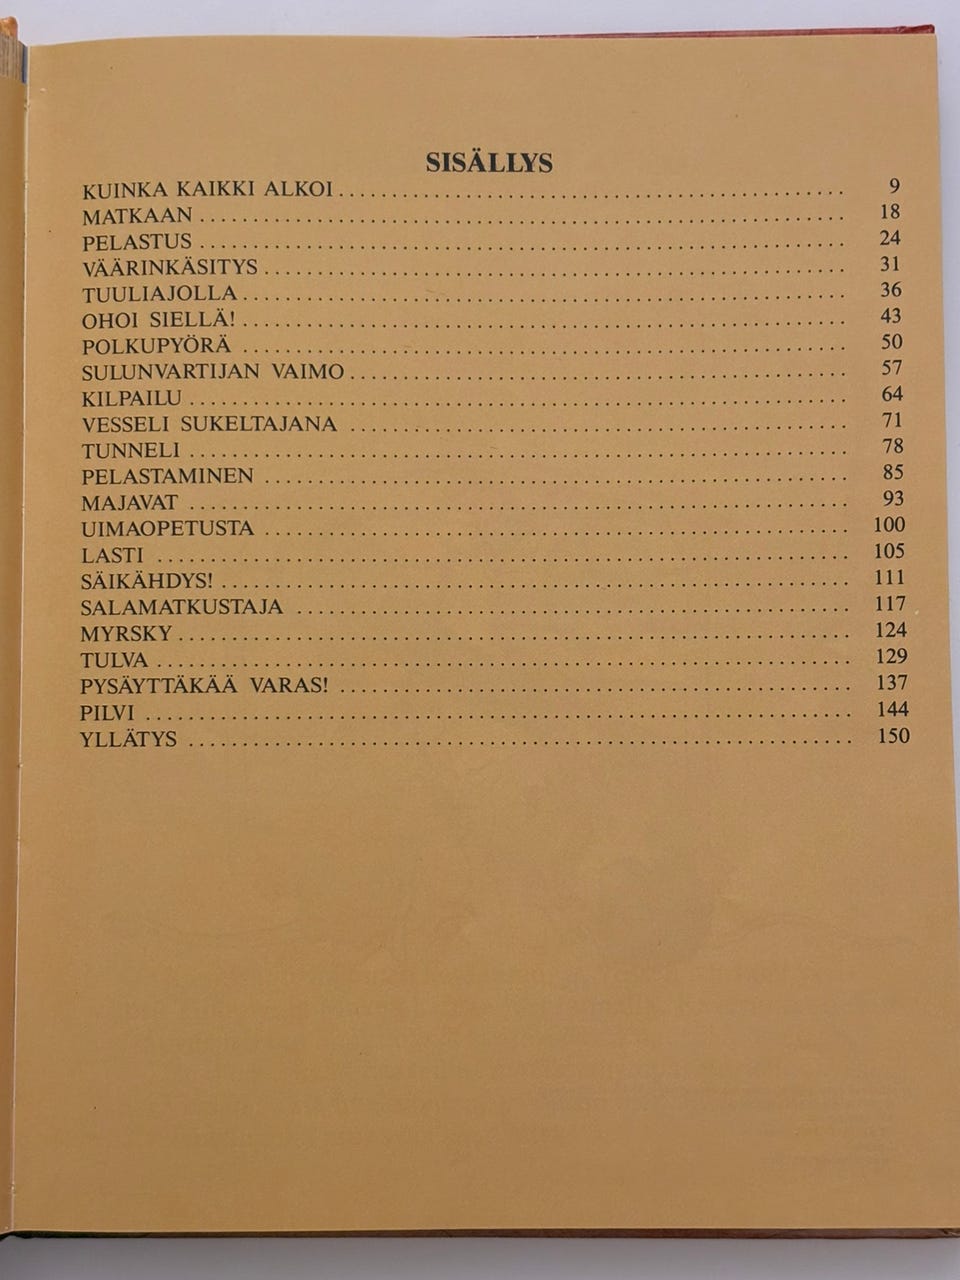 SISÄLLYS
KUINKA KAIKKI ALKOI 9
MATKAAN 18
PELASTUS 24
VÄÄRINKÄSITYS 31
TUULIAJOLLA 36
OHOI SIELLÄ! 43
POLKUPYÖRÄ 50
SULUNVARTIJAN VAIMO 57
KILPAILU 64
VESSELI SUKELTAJANA 71
TUNNELI 78
PELASTAMINEN 85
MAJAVAT 93
UIMAOPETUSTA 100
LASTI 105
SÄIKÄHDYS! 111
SALAMATKUSTAJA 117
MYRSKY 124
TULVA 129
PYSÄYTTÄKÄÄ VARAS! 137
PILVI 144
YLLÄTYS 150